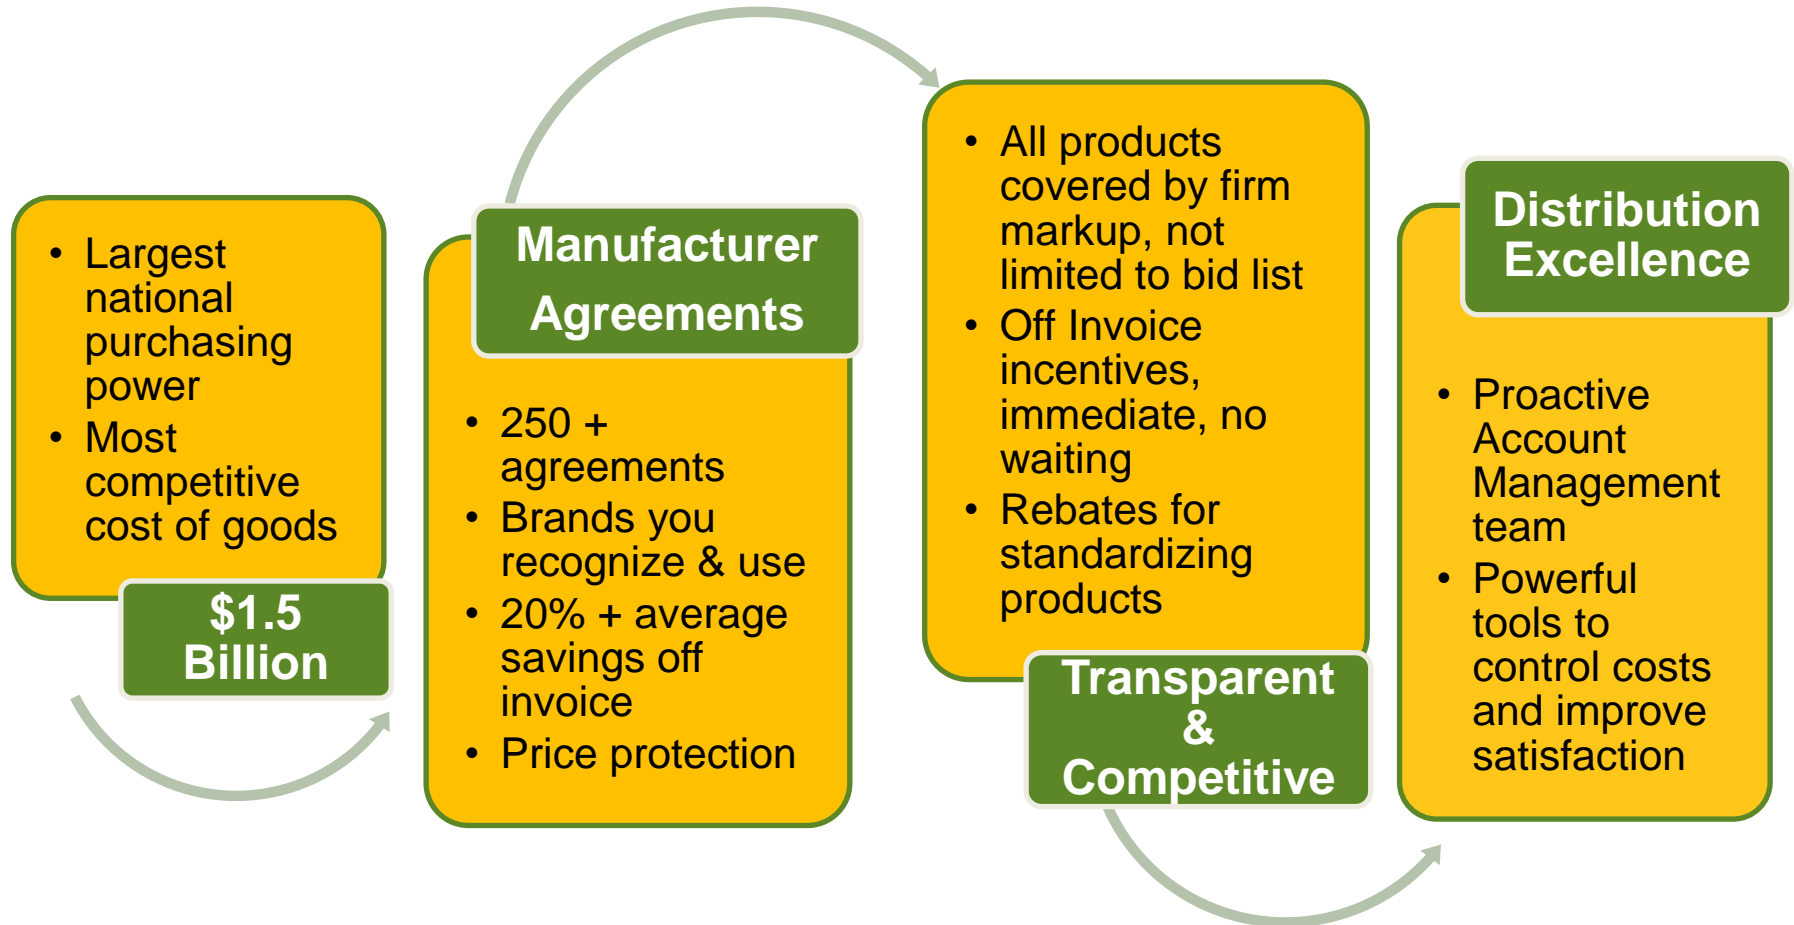 • Largest
national
purchasing
power
• Most
competitive
cost of goods
$1.5
Billion
Manufacturer
Agreements
• 250 +
agreements
• Brands you
recognize & use
• 20% + average
savings off
invoice
• Price protection
• All products
covered by firm
markup, not
limited to bid list
• Off Invoice
incentives,
immediate, no
waiting
• Rebates for
standardizing
products
Transparent
&
Competitive
Distribution
Excellence
• Proactive
Account
Management
team
• Powerful
tools to
control costs
and improve
satisfaction